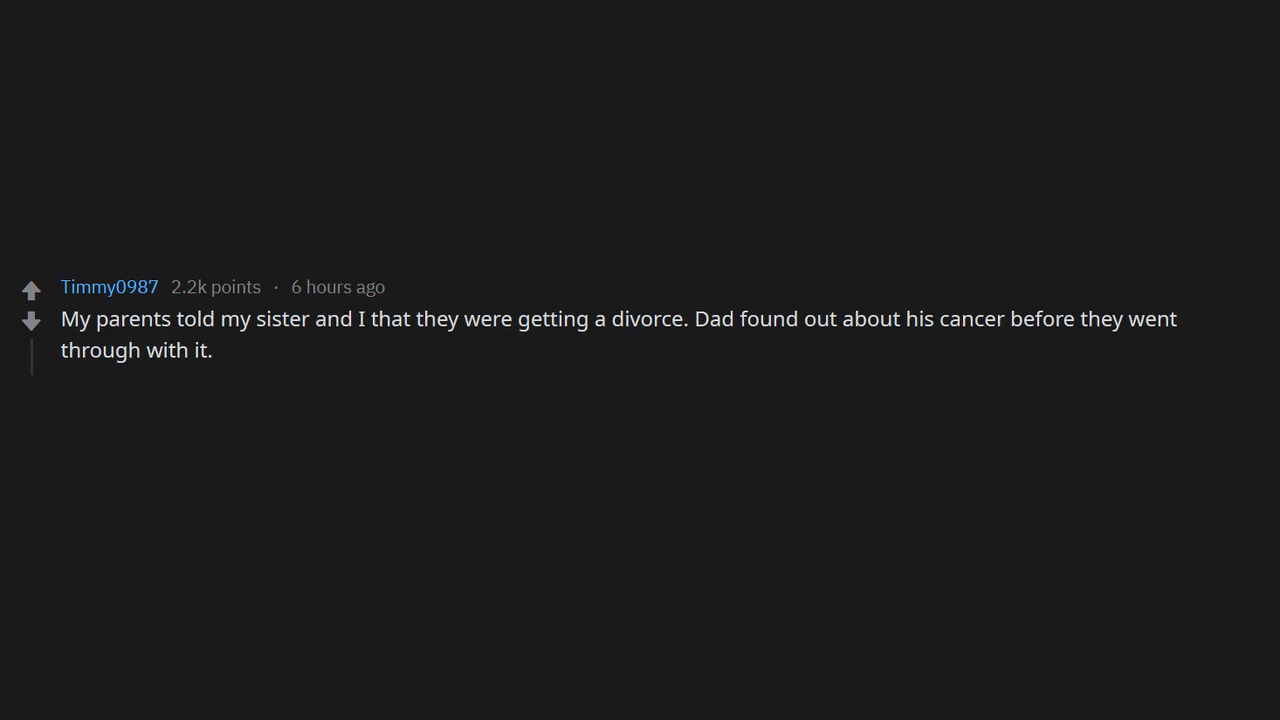 Timmy0987 2.2k points · 6 hours ago
My parents told my sister and I that they were getting a divorce. Dad found out about his cancer before they went
through with it.